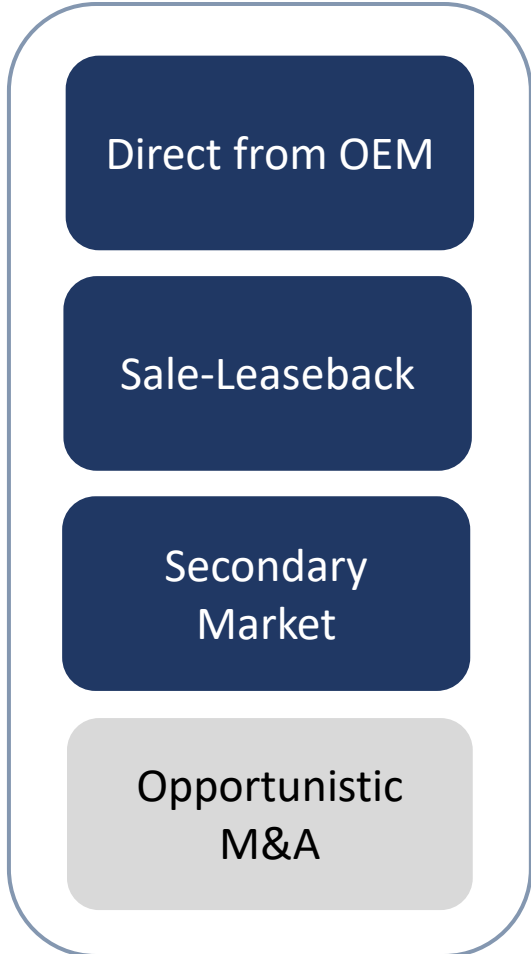 Direct from OEM
Sale-Leaseback
Secondary
Market
Opportunistic
M&A